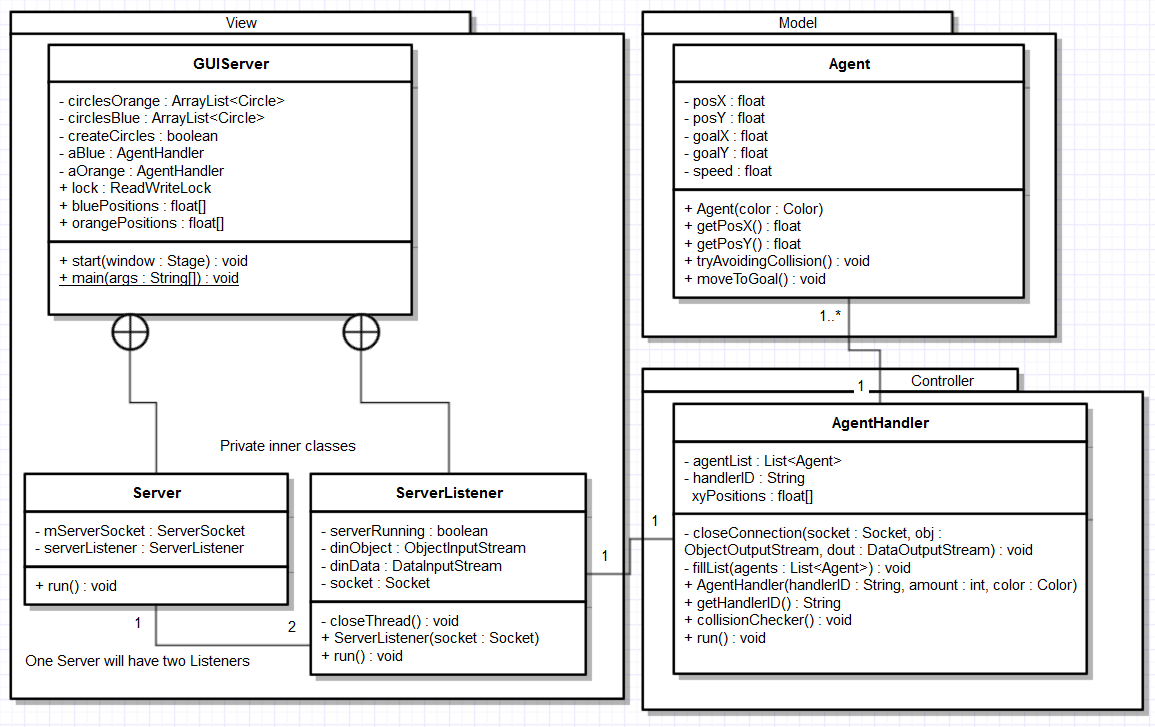 View
GUIServer
- circlesOrange : ArrayList<Circle>
- circlesBlue : ArrayList<Circle>
- createCircles : boolean
- aBlue : AgentHandler
- aOrange : AgentHandler
+ lock : ReadWriteLock
+ bluePositions : float[]
+ orangePositions : float[]
+ start(window : Stage) : void
+ main(args : String[]) : void
Private inner classes
Server
- mServerSocket : ServerSocket
- serverListener : ServerListener
+ run() : void
1
2
One Server will have two Listeners
ServerListener
- serverRunning : boolean
- dinObject : ObjectInputStream
- dinData : DataInputStream
- socket : Socket
- closeThread() : void
+ ServerListener(socket : Socket)
+ run() : void
1
1
Model
Agent
- posX : float
- posY : float
- goalX : float
- goalY : float
- speed : float
+ Agent(color : Color)
+ getPosX() : float
+ getPosY() : float
+ tryAvoidingCollision() : void
+ moveToGoal() : void
1..*
1
Controller
AgentHandler
- agentList : List<Agent>
- handlerID : String
xyPositions : float[]
- closeConnection(socket : Socket, obj :
ObjectOutputStream, dout : DataOutputStream) : void
- fillList(agents : List<Agent>) : void
+ AgentHandler(handlerID : String, amount : int, color : Color)
+ getHandlerID() : String
+ collisionChecker() : void
+ run() : void